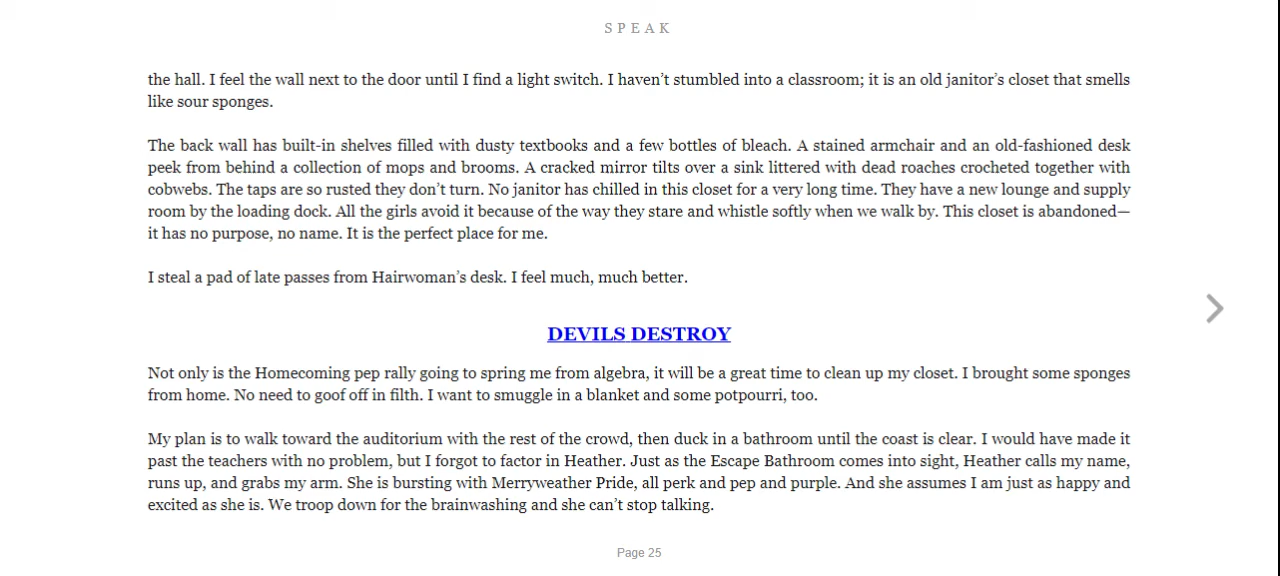 SPEAK
the hall. I feel the wall next to the door until I find a light switch. I haven’t stumbled into a classroom; it is an old janitor’s closet that smells
like sour sponges.
The back wall has built-in shelves filled with dusty textbooks and a few bottles of bleach. A stained armchair and an old-fashioned desk
peek from behind a collection of mops and brooms. A cracked mirror tilts over a sink littered with dead roaches crocheted together with
cobwebs. The taps are so rusted they don’t turn. No janitor has chilled in this closet for a very long time. They have a new lounge and supply
room by the loading dock. All the girls avoid it because of the way they stare and whistle softly when we walk by. This closet is abandoned—
it has no purpose, no name. It is the perfect place for me.
I steal a pad of late passes from Hairwoman’s desk. I feel much, much better.
DEVILS DESTROY
Not only is the Homecoming pep rally going to spring me from algebra, it will be a great time to clean up my closet. I brought some sponges
from home. No need to goof off in filth. I want to smuggle in a blanket and some potpourri, too.
My plan is to walk toward the auditorium with the rest of the crowd, then duck in a bathroom until the coast is clear. I would have made it
past the teachers with no problem, but I forgot to factor in Heather. Just as the Escape Bathroom comes into sight, Heather calls my name,
runs up, and grabs my arm. She is bursting with Merryweather Pride, all perk and pep and purple. And she assumes I am just as happy and
excited as she is. We troop down for the brainwashing and she can’t stop talking.
Page 25